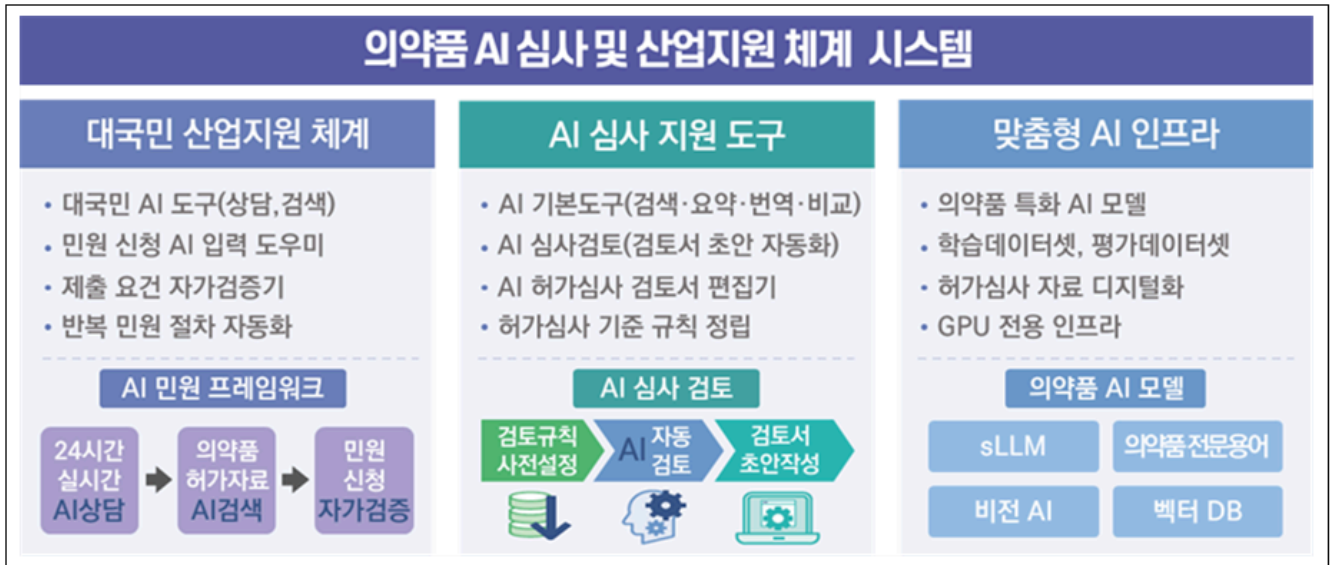 의약품 AI 심사 및 산업지원 체계 시스템
대국민 산업지원 체계
• 대국민 AI 도구(상담,검색)
• 민원 신청 AI 입력 도우미
• 제출 요건 자가검증기
• 반복 민원 절차 자동화
AI 민원 프레임워크
24시간
실시간
AI상담
의약품
허가자료
AI검색
민원
신청
자가검증
AI 심사 지원 도구
• AI 기본도구(검색·요약·번역·비교)
• AI 심사검토(검토서 초안 자동화)
• AI 허가심사 검토서 편집기
• 허가심사 기준 규칙 정립
AI 심사 검토
검토규칙
사전설정
AI 자동
검토
검토서
초안작성
맞춤형 AI 인프라
• 의약품 특화 AI 모델
• 학습데이터셋, 평가데이터셋
• 허가심사 자료 디지털화
• GPU 전용 인프라
의약품 AI 모델
sLLM
의약품 전문용어
비전 AI
벡터 DB